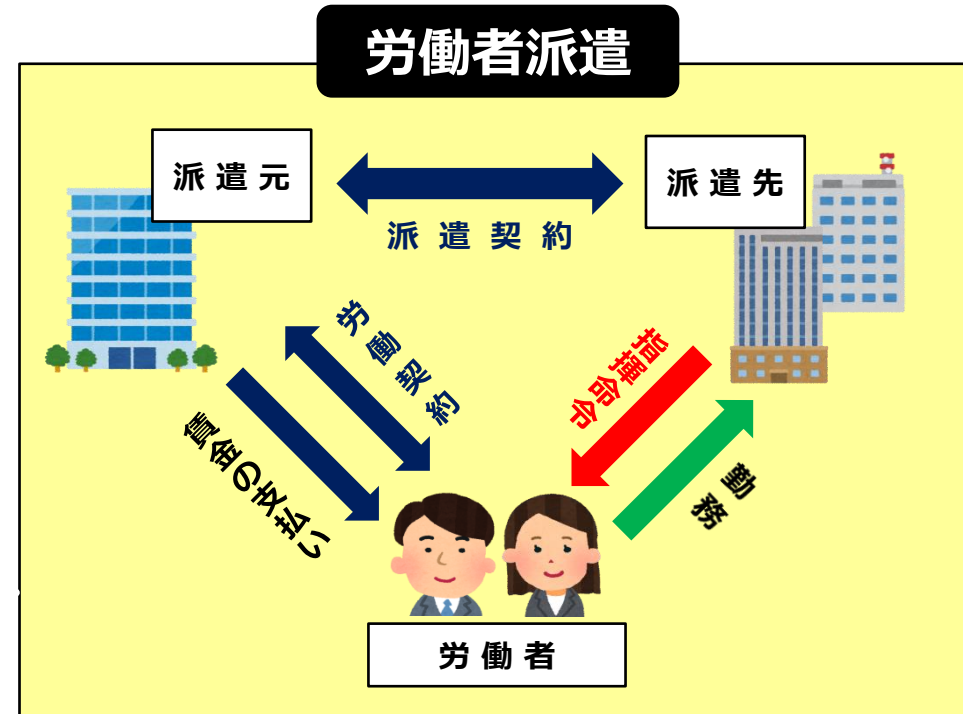 労働者派遣
派遣元
派遣先
派遣契約
労働契約
賃金の支払い
指揮命令
勤務
労働者